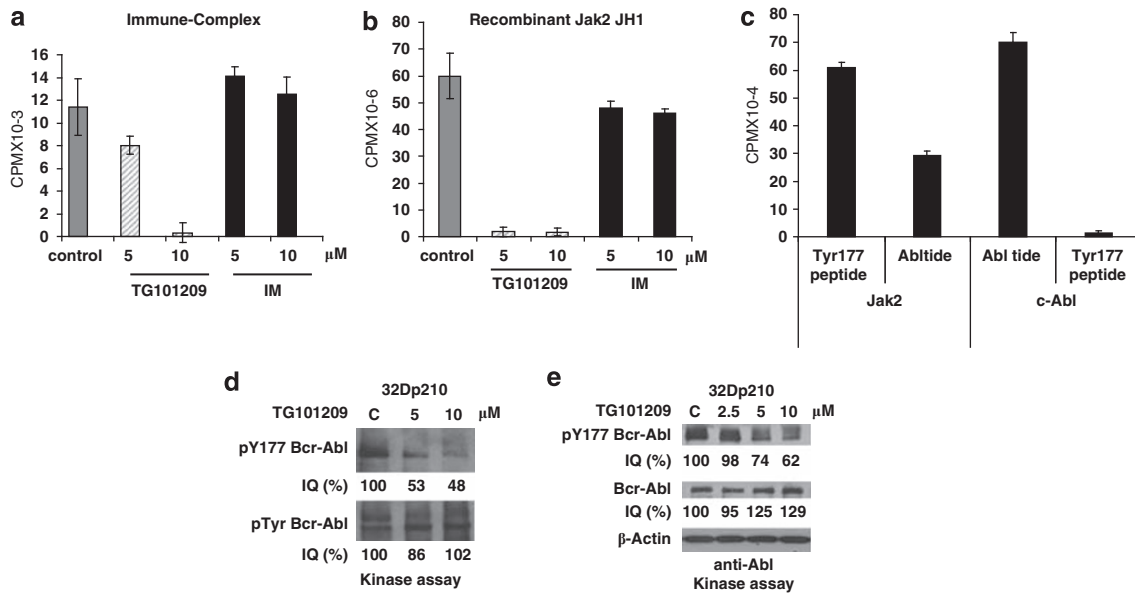 a
Immune-Complex
CPMX10-3
16
14
12
10
8
6
4
2
0
control 5 10 5 10 μM
TG101209 IM
b
Recombinant Jak2 JH1
CPMX10-6
80
70
60
50
40
30
20
10
0
control 5 10 5 10 μM
TG101209 IM
c
CPMX10-4
80
70
60
50
40
30
20
10
0
Tyr177 Abltide Abl tide Tyr177
peptide peptide
Jak2 c-Abl
d
32Dp210
TG101209 C 5 10 μM
pY177 Bcr-Abl
IQ (%) 100 53 48
pTyr Bcr-Abl
IQ (%) 100 86 102
Kinase assay
e
32Dp210
TG101209 C 2.5 5 10 μM
pY177 Bcr-Abl
IQ (%) 100 98 74 62
Bcr-Abl
IQ (%) 100 95 125 129
β-Actin
anti-Abl
Kinase assay